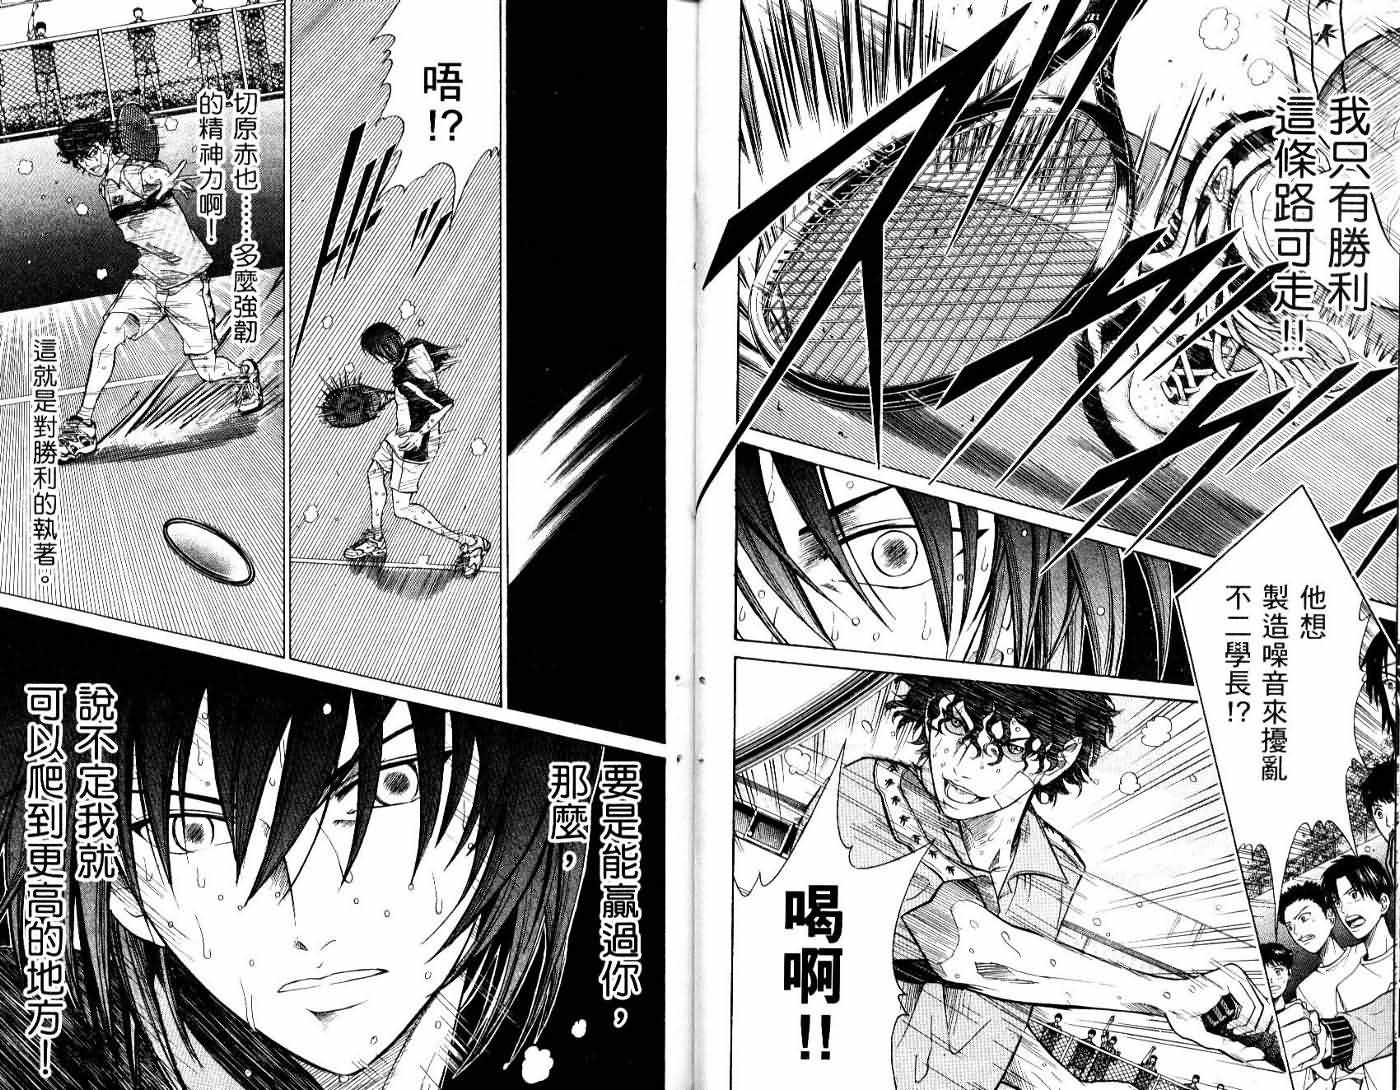 我只有勝利
這條路可走!!
他想
製造噪音來擾亂
不二學長!?
喝啊!!
唔!?
切原赤也……多麼強韌
的精神力啊！
這就是對勝利的執著。
要是能贏過你，
那麼，
說不定我就
可以爬到更高的地方！